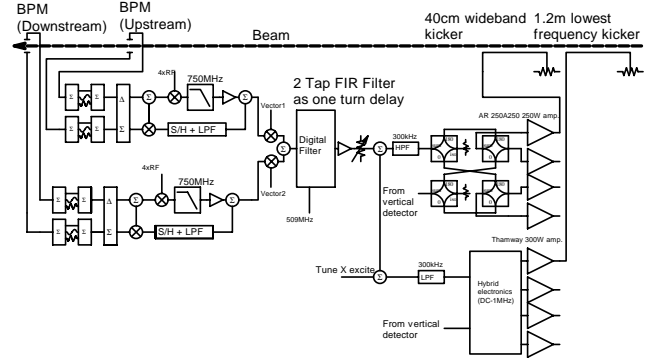 BPM
(Downstream)
BPM
(Upstream)
Beam
40cm wideband
kicker
1.2m lowest
frequency kicker
2 Tap FIR Filter
as one turn delay
4xRF
750MHz
Σ
Σ
Δ
Σ
Σ
Σ
Σ
Σ
Σ
S/H + LPF
Vector1
Digital
Filter
Σ
Σ
300kHz
HPF
AR 250A250 250W amp.
Vector2
509MHz
From
vertical
detector
4xRF
750MHz
Σ
Σ
Δ
Σ
Σ
Σ
Σ
Σ
S/H + LPF
Thamway 300W amp.
Tune X excite
Σ
300kHz
LPF
Hybrid
electronics
(DC-1MHz)
From vertical
detector